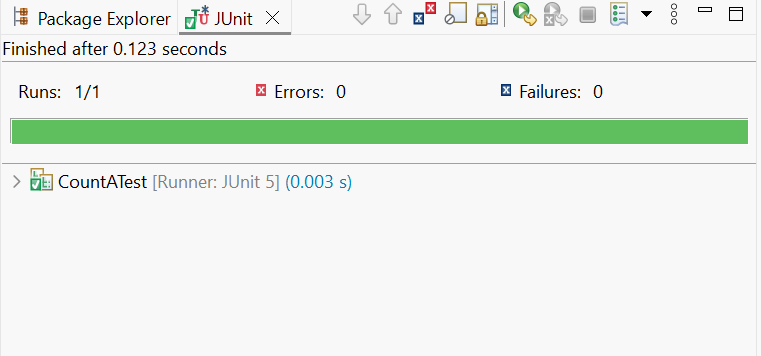 Package Explorer JUnit
Finished after 0.123 seconds
Runs: 1/1 Errors: 0 Failures: 0
CountATest [Runner: JUnit 5] (0.003 s)